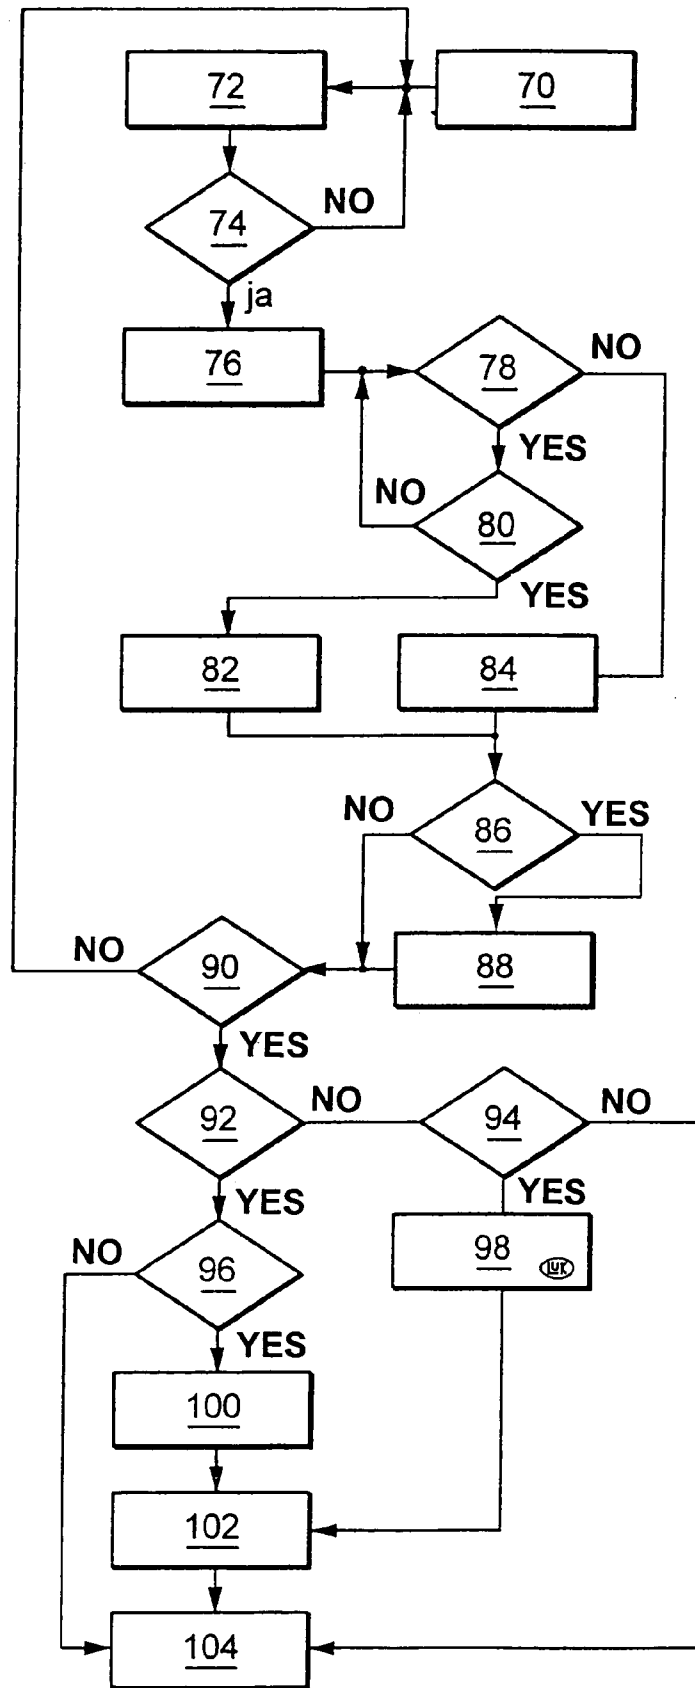 72
70
74
NO
ja
76
78
NO
YES
NO
80
YES
82
84
NO
86
YES
NO
90
88
YES
92
NO
94
NO
YES
YES
98
LuK
NO
96
YES
100
102
104